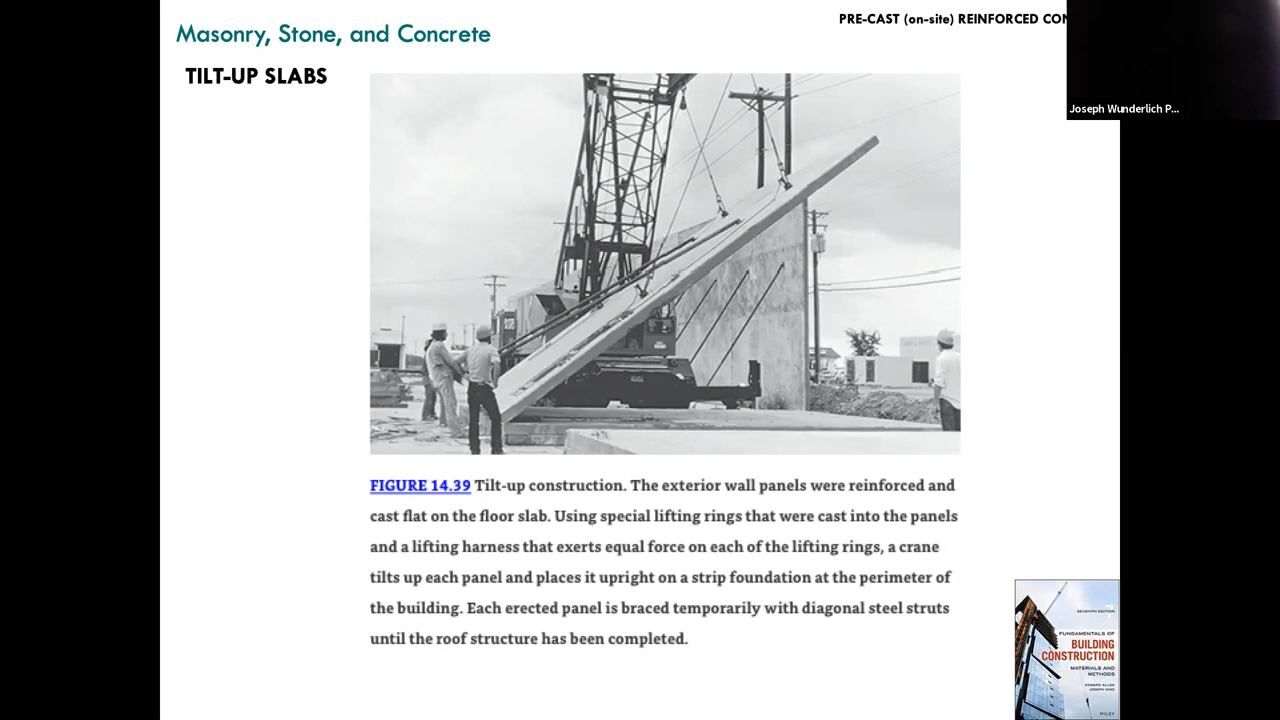 Masonry, Stone, and Concrete
PRE-CAST (on-site) REINFORCED CON
Joseph Wunderlich P...
TILT-UP SLABS
FIGURE 14.39 Tilt-up construction. The exterior wall panels were reinforced and
cast flat on the floor slab. Using special lifting rings that were cast into the panels
and a lifting harness that exerts equal force on each of the lifting rings, a crane
tilts up each panel and places it upright on a strip foundation at the perimeter of
the building. Each erected panel is braced temporarily with diagonal steel struts
until the roof structure has been completed.
SEVENTH EDITION
FUNDAMENTALS OF
BUILDING
CONSTRUCTION
MATERIALS AND
METHODS
EDWARD ALLEN
JOSEPH IANO
WILEY